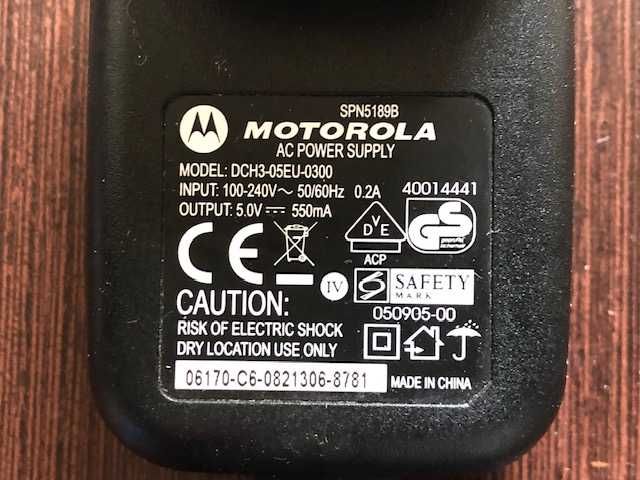 SPN5189B
MOTOROLA
AC POWER SUPPLY
MODEL: DCH3-05EU-0300
INPUT: 100-240V~ 50/60Hz 0.2A 40014441
OUTPUT: 5.0V⎓ 550mA
D V E
GS
CE
ACP
IV
S SAFETY
MARK
CAUTION:
050905-00
RISK OF ELECTRIC SHOCK
DRY LOCATION USE ONLY
06170-C6-0821306-8781
MADE IN CHINA